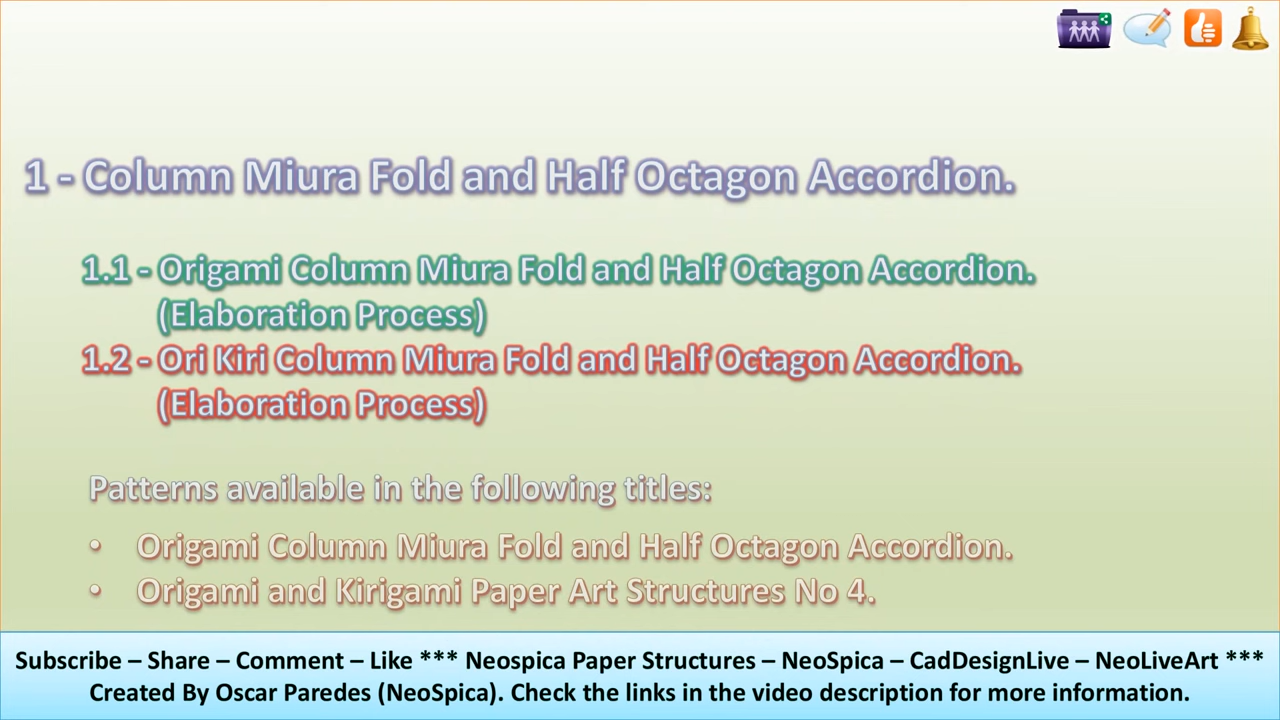 1 - Column Miura Fold and Half Octagon Accordion.
1.1 - Origami Column Miura Fold and Half Octagon Accordion.
(Elaboration Process)
1.2 - Ori Kiri Column Miura Fold and Half Octagon Accordion.
(Elaboration Process)
Patterns available in the following titles:
• Origami Column Miura Fold and Half Octagon Accordion.
• Origami and Kirigami Paper Art Structures No 4.
Subscribe – Share – Comment – Like *** Neospica Paper Structures – NeoSpica – CadDesignLive – NeoLiveArt ***
Created By Oscar Paredes (NeoSpica). Check the links in the video description for more information.